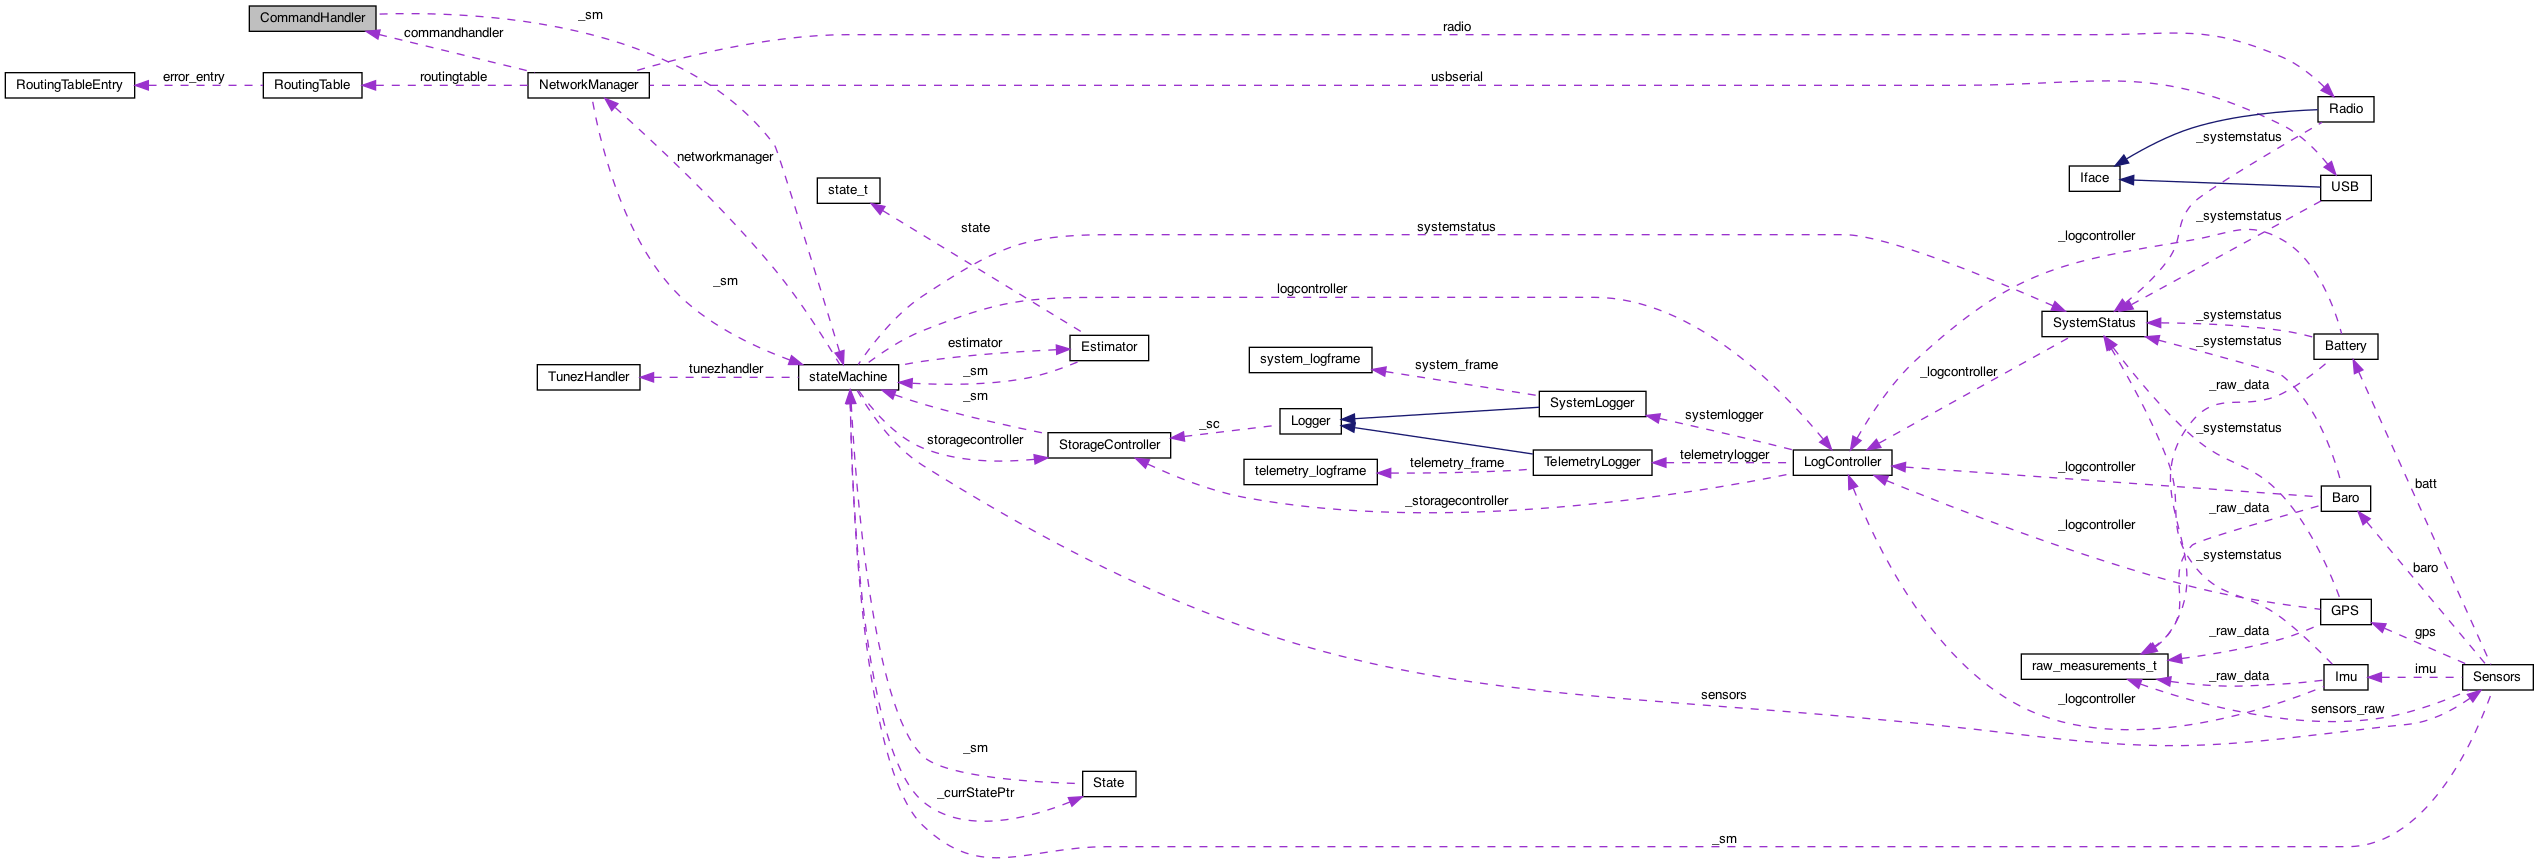 CommandHandler
_sm
commandhandler
radio
RoutingTableEntry
error_entry
RoutingTable
routingtable
NetworkManager
usbserial
Radio
_systemstatus
networkmanager
Iface
USB
state_t
_systemstatus
state
systemstatus
_logcontroller
_sm
logcontroller
SystemStatus
_systemstatus
Battery
estimator
Estimator
_systemstatus
system_logframe
system_frame
_logcontroller
TunezHandler
tunezhandler
stateMachine
_sm
_raw_data
_sm
SystemLogger
systemlogger
Logger
_sc
_systemstatus
storagecontroller
StorageController
telemetry_logframe
telemetry_frame
TelemetryLogger
telemetrylogger
LogController
_logcontroller
batt
_storagecontroller
Baro
_raw_data
_logcontroller
_systemstatus
baro
GPS
_raw_data
gps
raw_measurements_t
_raw_data
Imu
imu
Sensors
sensors
_logcontroller
sensors_raw
_sm
State
_currStatePtr
_sm